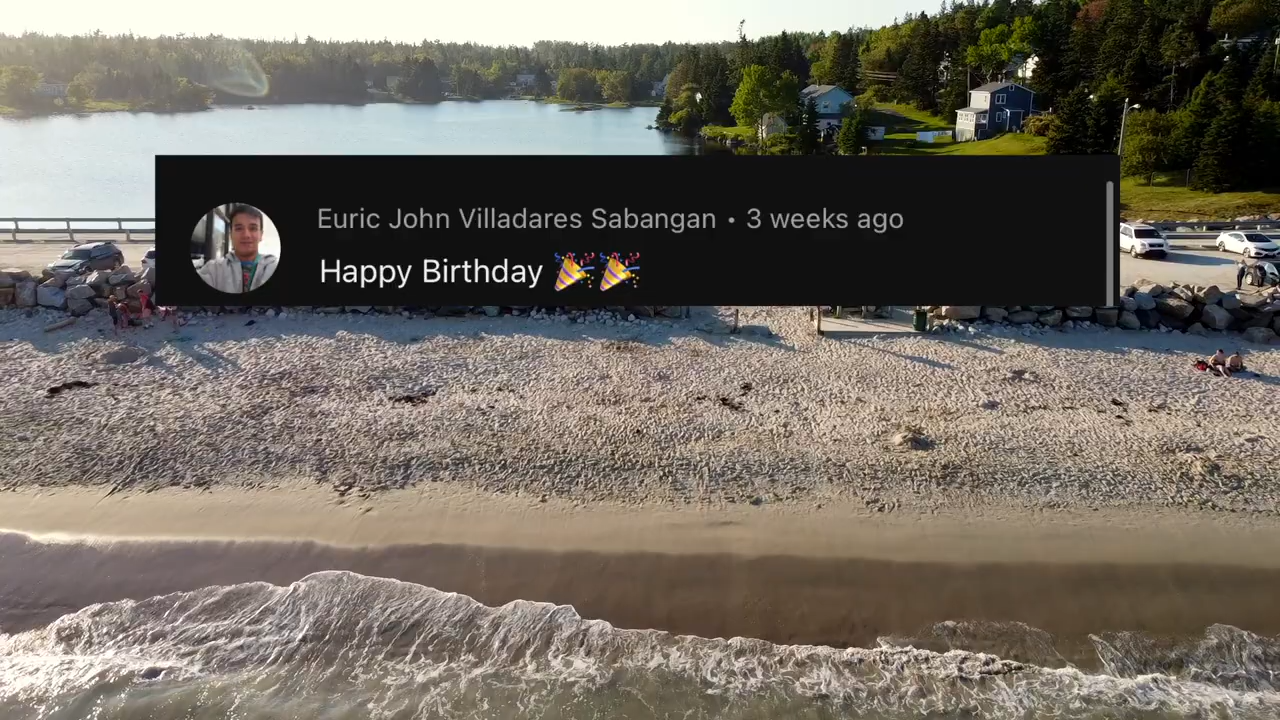 Euric John Villadares Sabangan • 3 weeks ago
Happy Birthday 🎉🎉